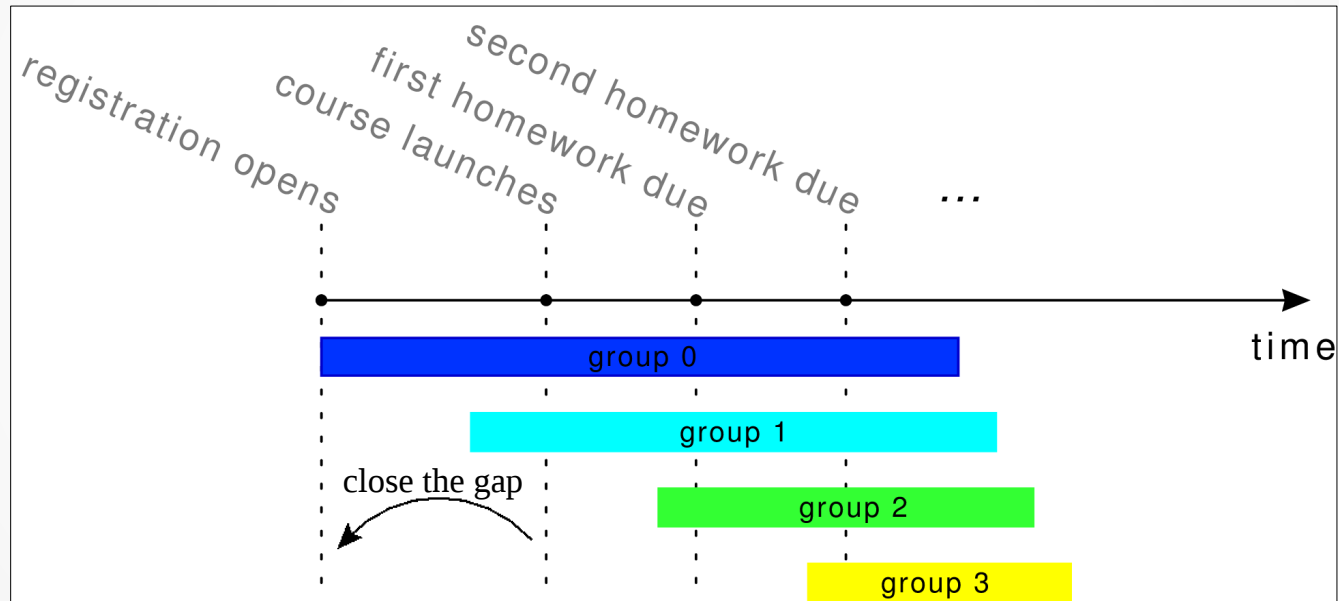 registration opens
course launches
first homework due
second homework due
...
time
group 0
group 1
close the gap
group 2
group 3